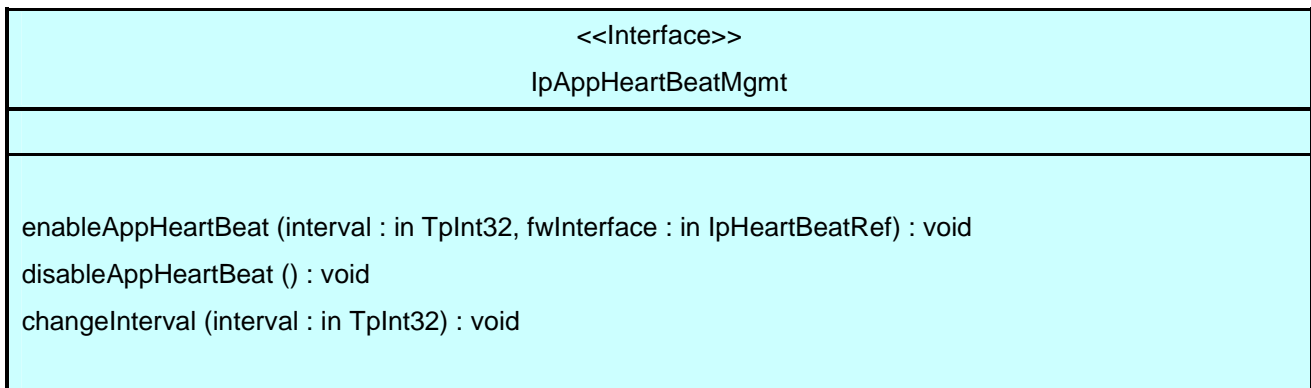 <<Interface>>
IpAppHeartBeatMgmt
enableAppHeartBeat (interval : in TpInt32, fwInterface : in IpHeartBeatRef) : void
disableAppHeartBeat () : void
changeInterval (interval : in TpInt32) : void